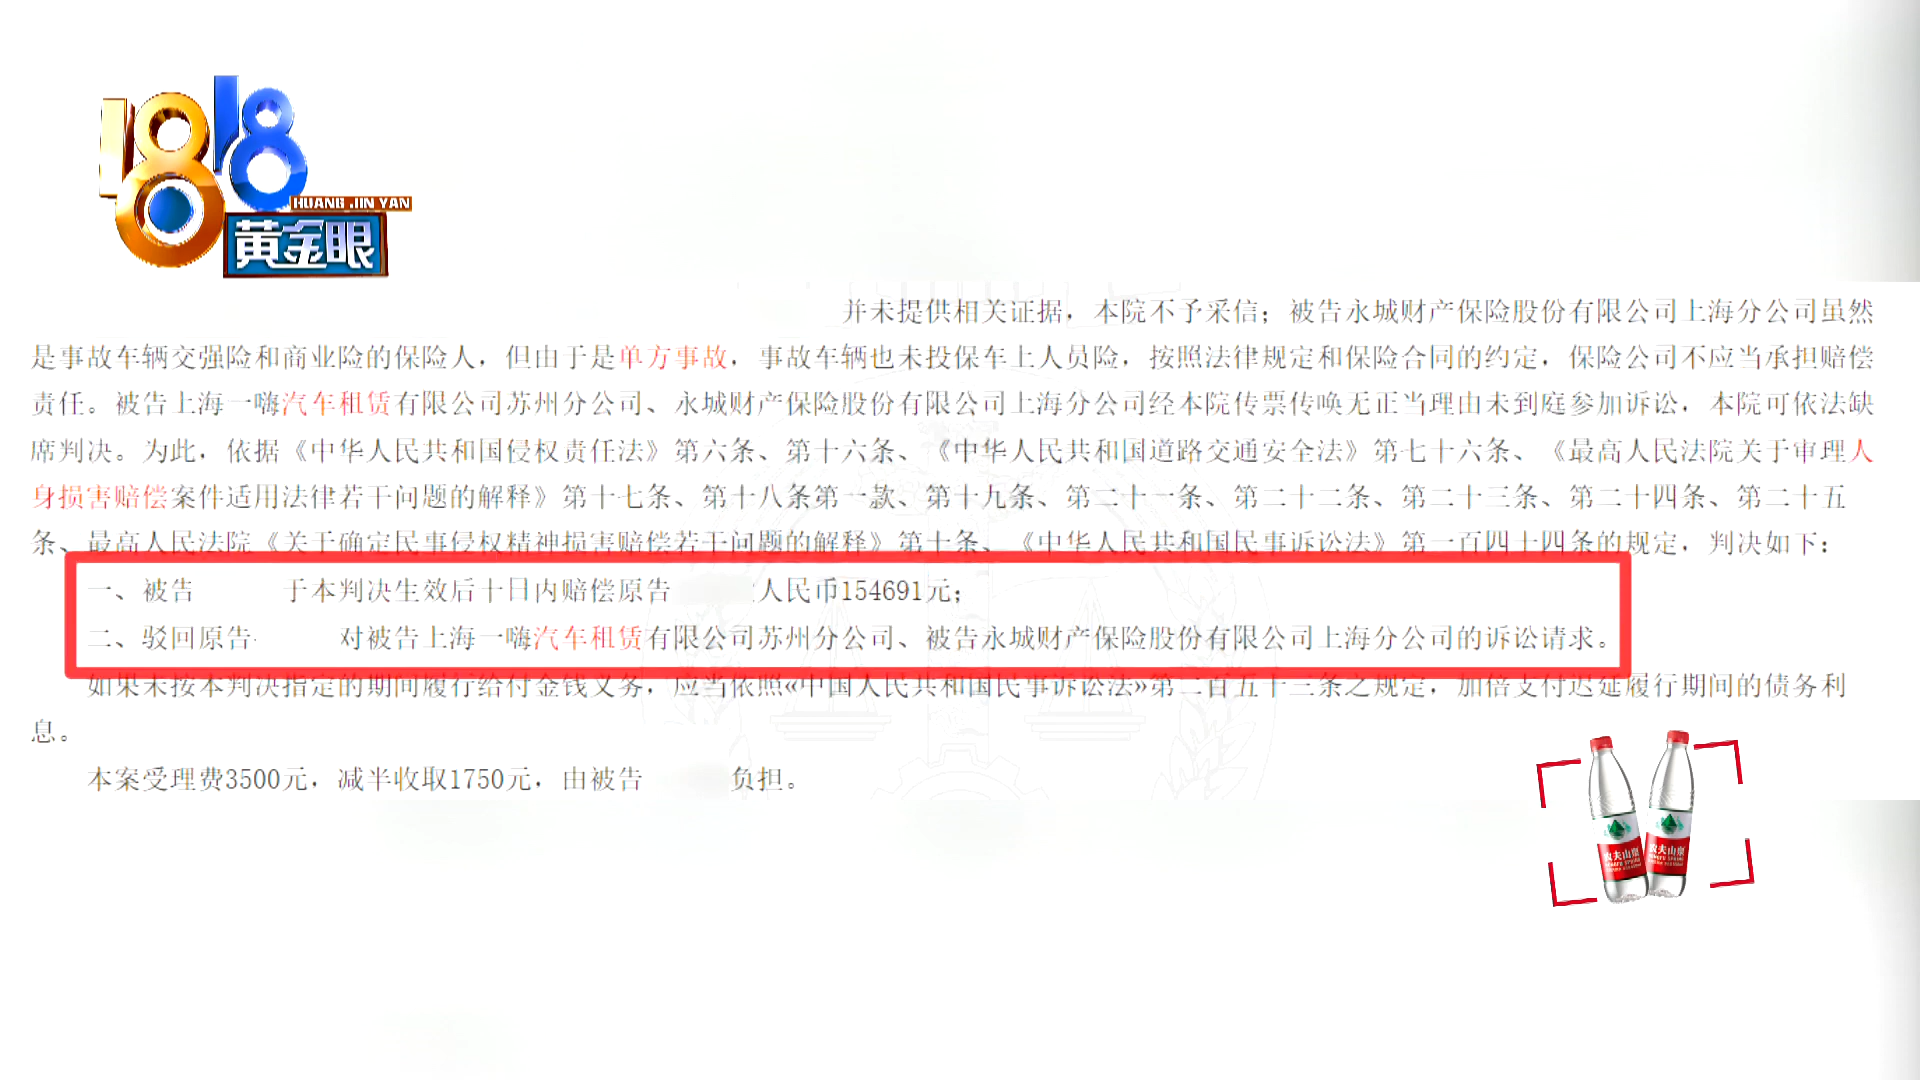 1818
HUANG JIN YAN
黄金眼
并未提供相关证据，本院不予采信；被告永城财产保险股份有限公司上海分公司虽然
是事故车辆交强险和商业险的保险人，但由于是单方事故，事故车辆也未投保车上人员险，按照法律规定和保险合同的约定，保险公司不应当承担赔偿
责任。被告上海一嗨汽车租赁有限公司苏州分公司、永城财产保险股份有限公司上海分公司经本院传票传唤无正当理由未到庭参加诉讼，本院可依法缺
席判决。为此，依据《中华人民共和国侵权责任法》第六条、第十六条、《中华人民共和国道路交通安全法》第七十六条、《最高人民法院关于审理人
身损害赔偿案件适用法律若干问题的解释》第十七条、第十八条第一款、第十九条、第二十一条、第二十二条、第二十三条、第二十四条、第二十五
条、最高人民法院《关于确定民事侵权精神损害赔偿若干问题的解释》第十条、《中华人民共和国民事诉讼法》第一百四十四条的规定，判决如下：
一、被告 于本判决生效后十日内赔偿原告 人民币154691元；
二、驳回原告 对被告上海一嗨汽车租赁有限公司苏州分公司、被告永城财产保险股份有限公司上海分公司的诉讼请求。
如果未按本判决指定的期间履行给付金钱义务，应当依照«中国人民共和国民事诉讼法»第二百五十三条之规定，加倍支付迟延履行期间的债务利
息。
本案受理费3500元，减半收取1750元，由被告 负担。
农夫山泉
农夫山泉